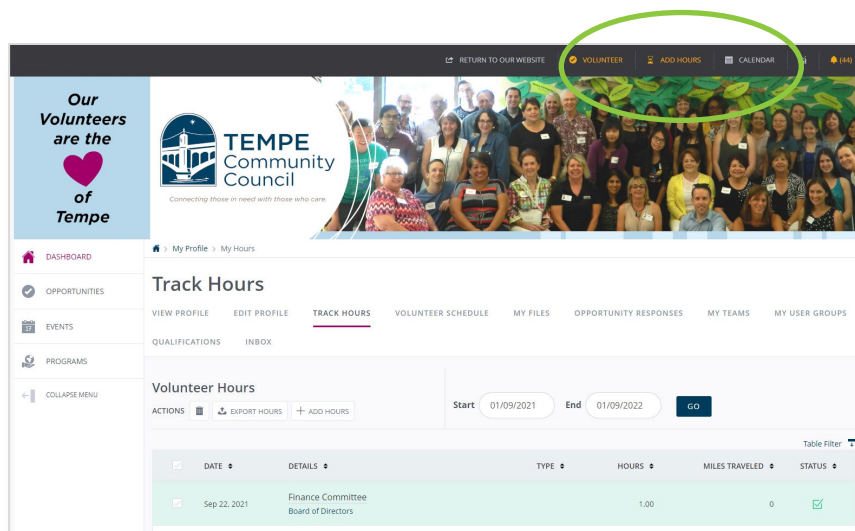 RETURN TO OUR WEBSITE VOLUNTEER ADD HOURS CALENDAR (44)
Our
Volunteers
are the
of
Tempe
TEMPE
Community
Council
Connecting those in need with those who care.
DASHBOARD
OPPORTUNITIES
17 EVENTS
PROGRAMS
COLLAPSE MENU
> My Profile > My Hours
Track Hours
VIEW PROFILE EDIT PROFILE TRACK HOURS VOLUNTEER SCHEDULE MY FILES OPPORTUNITY RESPONSES MY TEAMS MY USER GROUPS
QUALIFICATIONS INBOX
Volunteer Hours
ACTIONS EXPORT HOURS + ADD HOURS
Start 01/09/2021 End 01/09/2022 GO
Table Filter
DATE DETAILS TYPE HOURS MILES TRAVELED STATUS
Sep 22, 2021 Finance Committee 1.00 0
Board of Directors